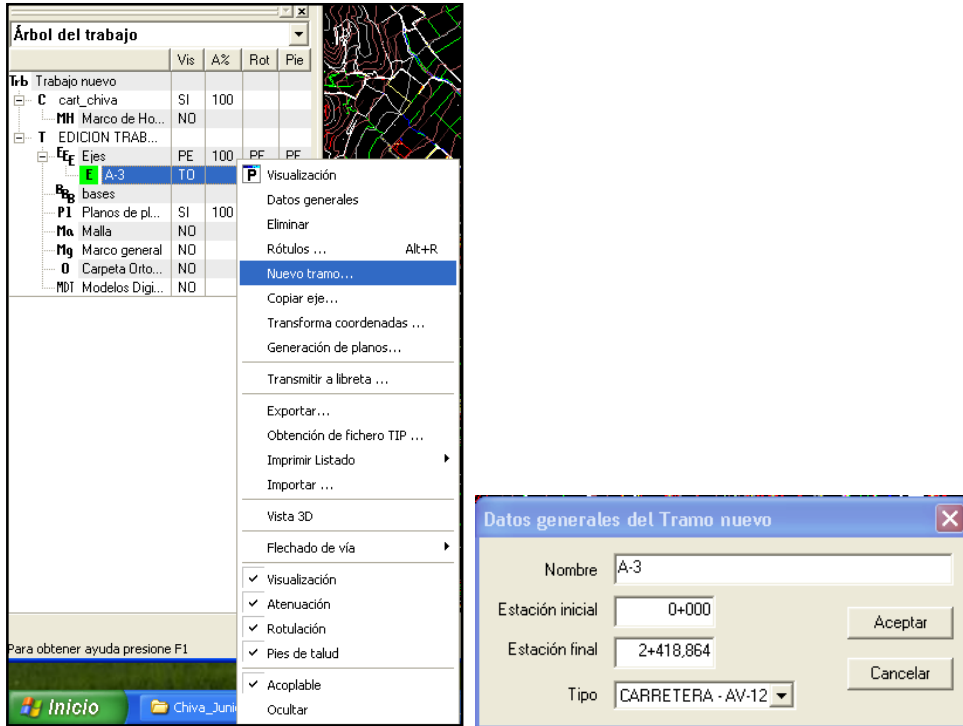 Árbol del trabajo
Vis A% Rot Pie
Trb Trabajo nuevo
C cart_chiva SI 100
MH Marco de Ho... NO
T EDICION TRAB...
EEE Ejes PE 100 PE PE
E A-3 TO
BBB bases
Pl Planos de pl... SI 100
Ma Malla NO
Mg Marco general NO
O Carpeta Orto... NO
MDT Modelos Digi... NO
P Visualización
Datos generales
Eliminar
Rótulos ... Alt+R
Nuevo tramo...
Copiar eje...
Transforma coordenadas ...
Generación de planos...
Transmitir a libreta ...
Exportar...
Obtención de fichero TIP ...
Imprimir Listado
Importar ...
Vista 3D
Flechado de vía
Visualización
Atenuación
Rotulación
Pies de talud
Acoplable
Ocultar
Para obtener ayuda presione F1
Inicio
Chiva_Juni
Datos generales del Tramo nuevo
Nombre A-3
Estación inicial 0+000
Aceptar
Estación final 2+418,864
Cancelar
Tipo CARRETERA - AV-12